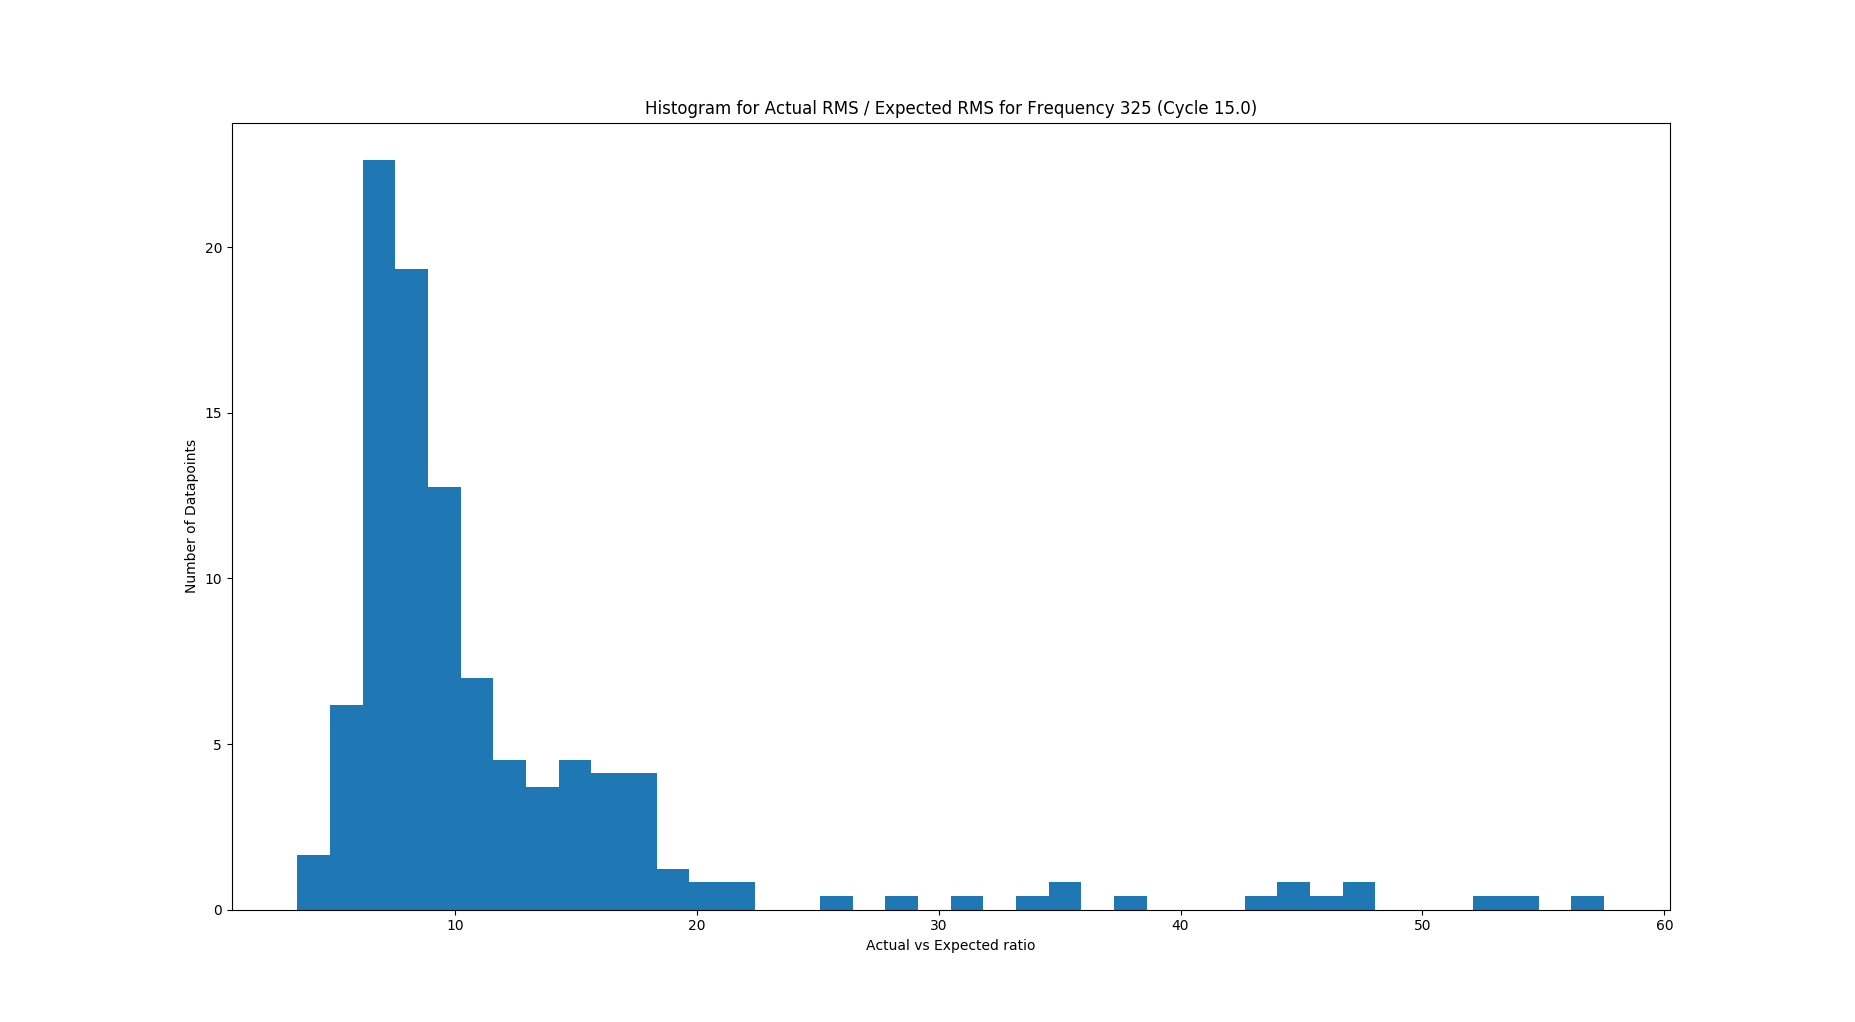 Histogram for Actual RMS / Expected RMS for Frequency 325 (Cycle 15.0)
20
15
10
5
0
Number of Datapoints
10 20 30 40 50 60
Actual vs Expected ratio